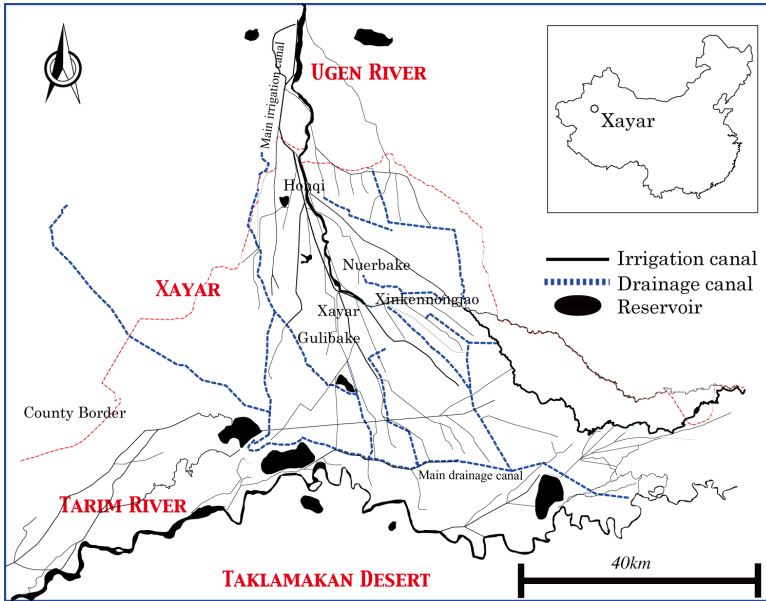 UGEN RIVER
Main irrigation canal
Xayar
Honqi
Irrigation canal
Drainage canal
Reservoir
Nuerbake
XAYAR
Xinkennongjao
Xayar
Gulibake
County Border
Main drainage canal
TARIM RIVER
40km
TAKLAMAKAN DESERT